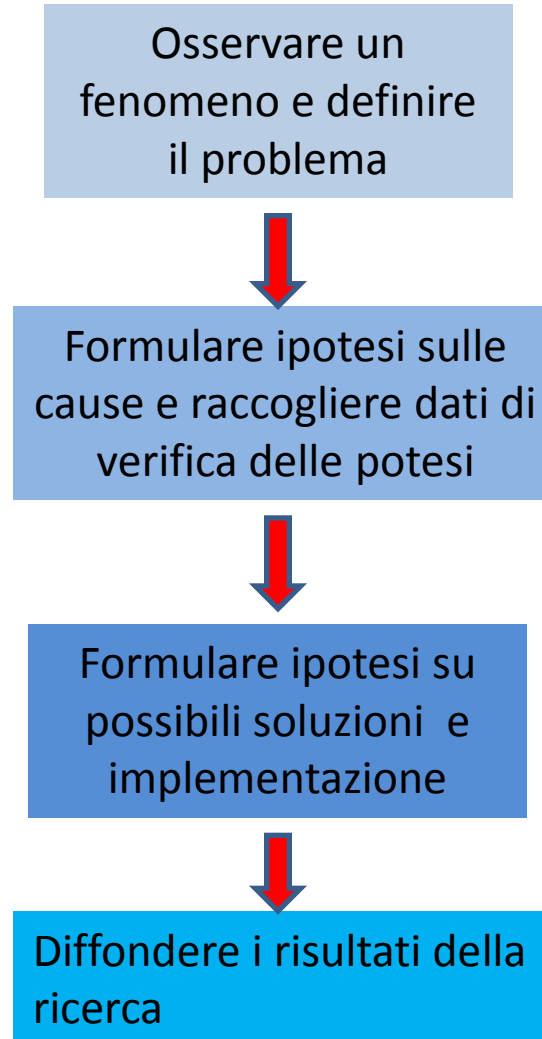 Osservare un
fenomeno e definire
il problema
Formulare ipotesi sulle
cause e raccogliere dati di
verifica delle potesi
Formulare ipotesi su
possibili soluzioni e
implementazione
Diffondere i risultati della
ricerca